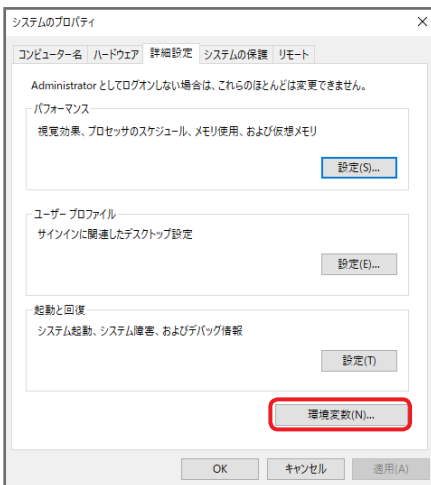 システムのプロパティ
コンピューター名 ハードウェア 詳細設定 システムの保護 リモート
Administrator としてログオンしない場合は、これらのほとんどは変更できません。
パフォーマンス
視覚効果、プロセッサのスケジュール、メモリ使用、および仮想メモリ
設定(S)...
ユーザー プロファイル
サインインに関連したデスクトップ設定
設定(E)...
起動と回復
システム起動、システム障害、およびデバッグ情報
設定(T)
環境変数(N)...
OK キャンセル 適用(A)